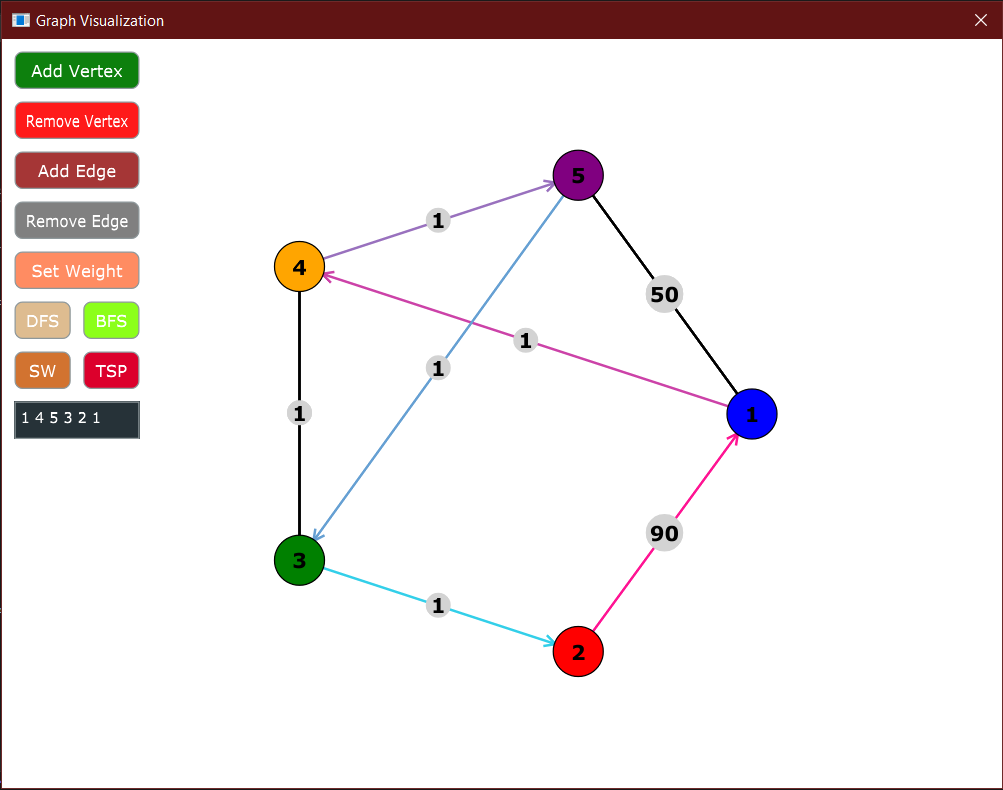 Graph Visualization
Add Vertex
Remove Vertex
Add Edge
Remove Edge
Set Weight
DFS BFS
SW TSP
1 4 5 3 2 1
5
1
4
50
1
1
1
1
90
3
1
2